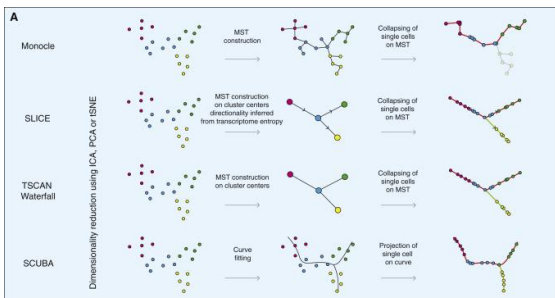 A
Dimensionality reduction using ICA, PCA or tSNE
Monocle
MST
construction
Collapsing of
single cells
on MST
SLICE
MST construction
on cluster centers
directionality inferred
from transcriptome entropy
Collapsing of
single cells
on MST
TSCAN
Waterfall
MST construction
on cluster centers
Collapsing of
single cells
on MST
SCUBA
Curve
fitting
Projection of
single cell
on curve